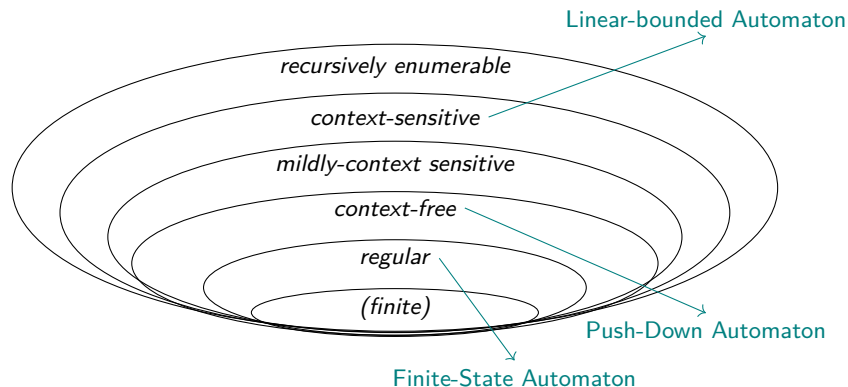 Linear-bounded Automaton
recursively enumerable
context-sensitive
mildly-context sensitive
context-free
regular
(finite)
Push-Down Automaton
Finite-State Automaton